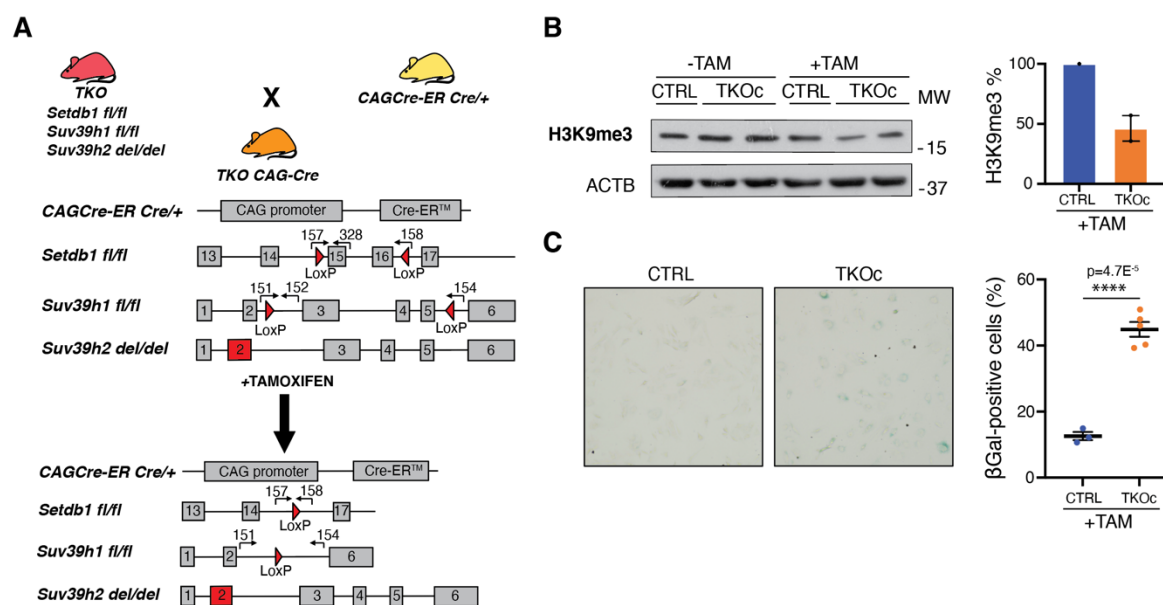 A
TKO
Setdb1 fl/fl
Suv39h1 fl/fl
Suv39h2 del/del
X
CAGCre-ER Cre/+
TKO CAG-Cre
CAGCre-ER Cre/+
CAG promoter
Cre-ER™
Setdb1 fl/fl
157 328 158
13 14 15 16 17
LoxP LoxP
Suv39h1 fl/fl
151 152 154
1 2 3 4 5 6
LoxP LoxP
Suv39h2 del/del
1 2 3 4 5 6
+TAMOXIFEN
CAGCre-ER Cre/+
CAG promoter
Cre-ER™
Setdb1 fl/fl
157 158
13 14 17
LoxP
Suv39h1 fl/fl
151 154
1 2 6
LoxP
Suv39h2 del/del
1 2 3 4 5 6
B
-TAM +TAM
CTRL TKOc CTRL TKOc MW
H3K9me3
-15
ACTB
-37
H3K9me3 %
100
50
0
CTRL TKOc
+TAM
C
CTRL
TKOc
βGal-positive cells (%)
60
40
20
0
p=4.7E-5
****
CTRL TKOc
+TAM